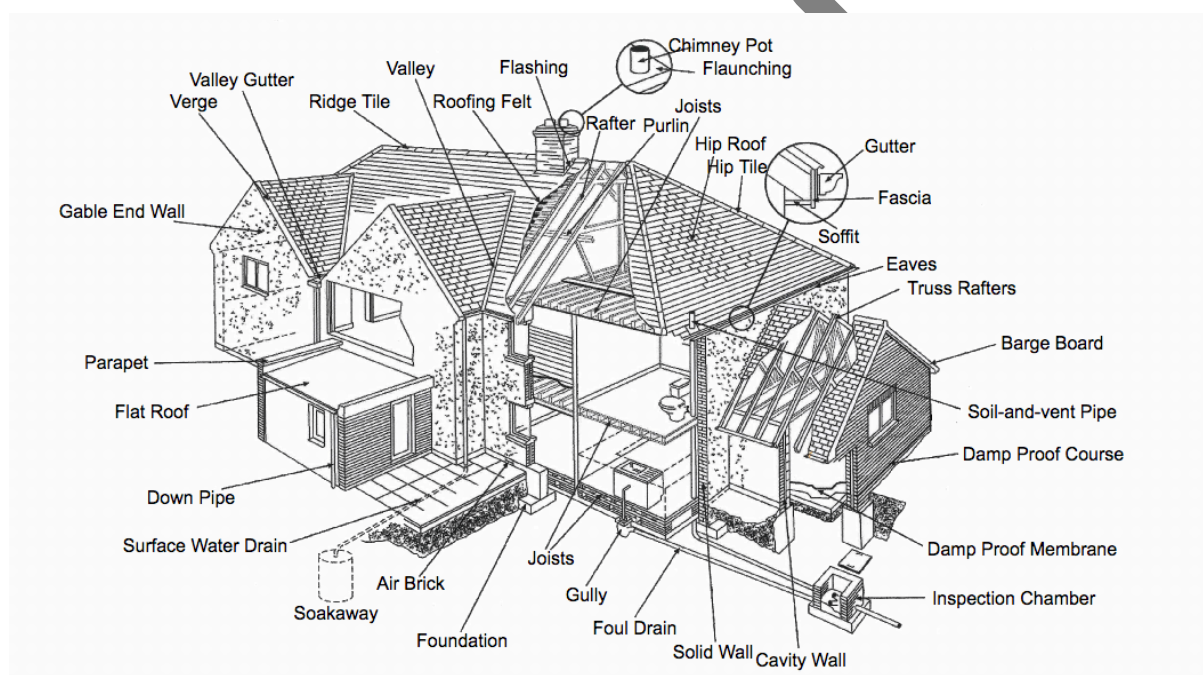 Chimney Pot
Flaunching
Flashing
Valley
Valley Gutter
Verge
Ridge Tile
Roofing Felt
Joists
Rafter
Purlin
Hip Roof
Hip Tile
Gutter
Fascia
Soffit
Gable End Wall
Eaves
Truss Rafters
Barge Board
Parapet
Flat Roof
Soil-and-vent Pipe
Damp Proof Course
Down Pipe
Surface Water Drain
Damp Proof Membrane
Joists
Air Brick
Gully
Inspection Chamber
Soakaway
Foul Drain
Foundation
Solid Wall
Cavity Wall